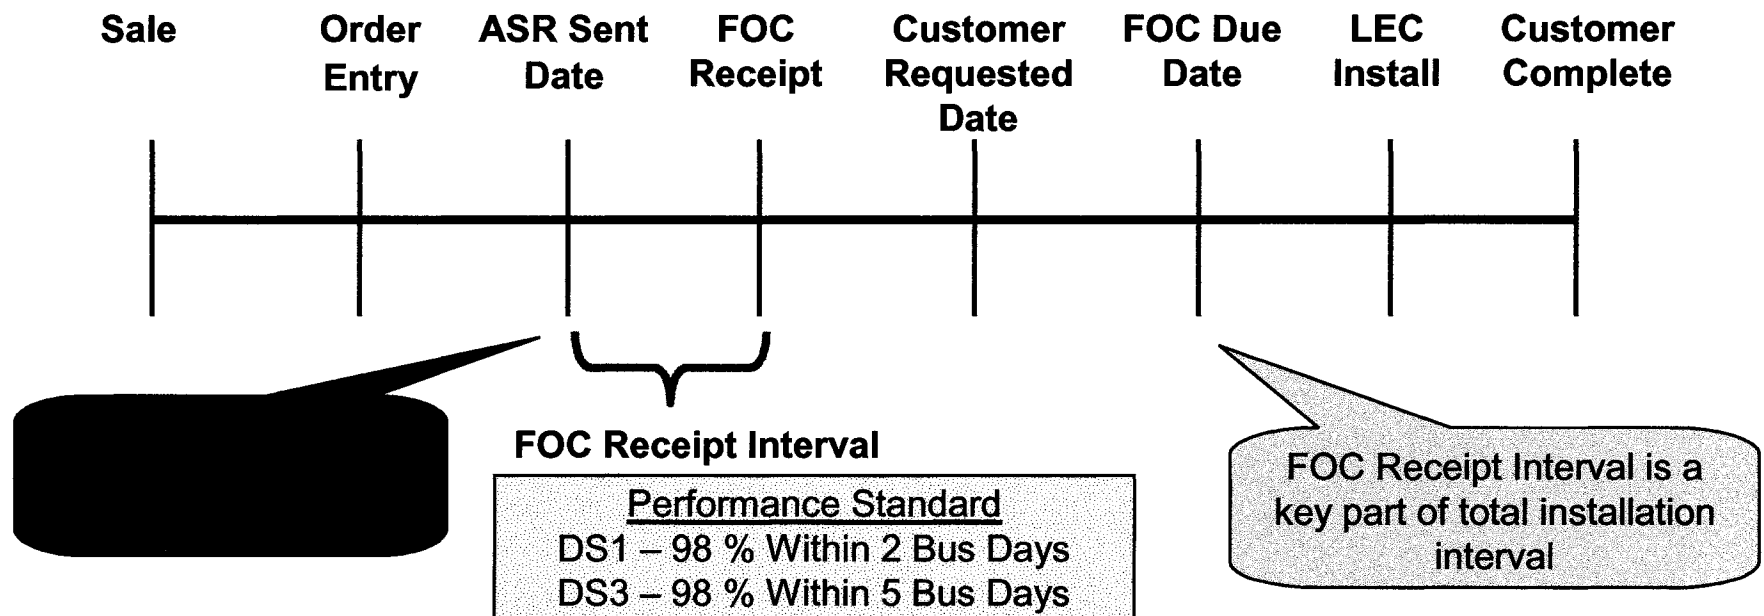 Sale
Order
Entry
ASR Sent
Date
FOC
Receipt
Customer
Requested
Date
FOC Due
Date
LEC
Install
Customer
Complete
FOC Receipt Interval
Performance Standard
DS1 – 98 % Within 2 Bus Days
DS3 – 98 % Within 5 Bus Days
FOC Receipt Interval is a
key part of total installation
interval